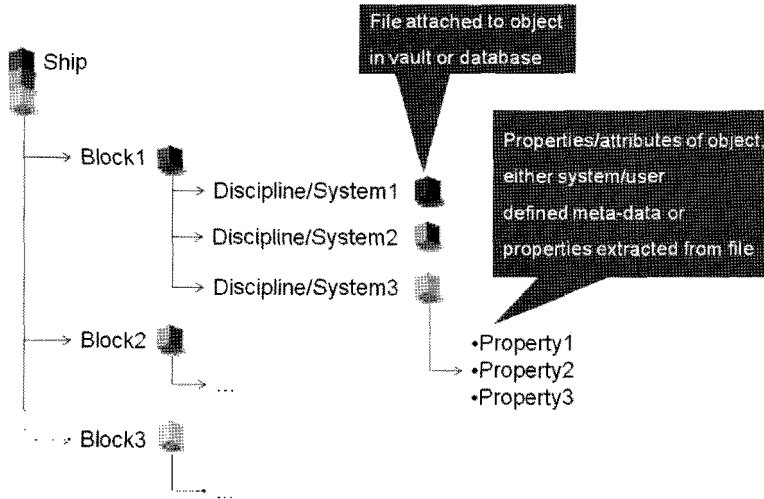 File attached to object
in vault or database
Ship
Properties/attributes of object,
either system/user
defined meta-data or
properties extracted from file
Block1
Discipline/System1
Discipline/System2
Discipline/System3
•Property1
•Property2
•Property3
Block2
...
Block3
...